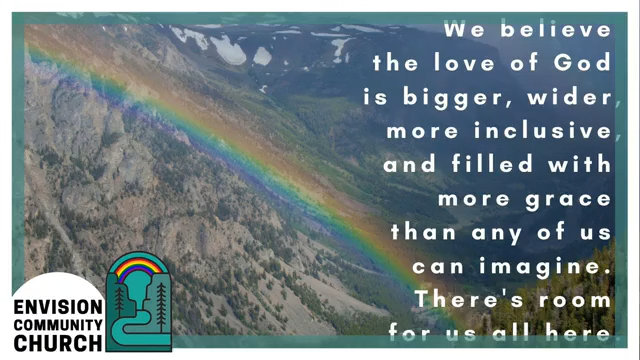 We believe
the love of God
is bigger, wider,
more inclusive,
and filled with
more grace
than any of us
can imagine.
There's room
for us all here.
ENVISION
COMMUNITY
CHURCH